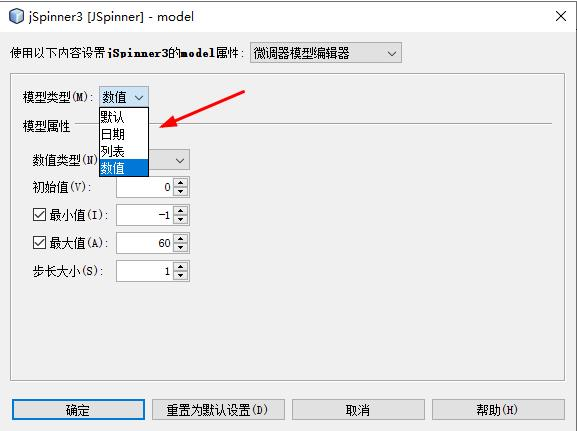 jSpinner3 [JSpinner] - model
使用以下内容设置jSpinner3的model属性: 微调器模型编辑器
模型类型(M): 数值
默认
模型属性
日期
列表
数值类型(N)
数值
初始值(V): 0
最小值(I): -1
最大值(A): 60
步长大小(S): 1
确定 重置为默认设置(D) 取消 帮助(H)